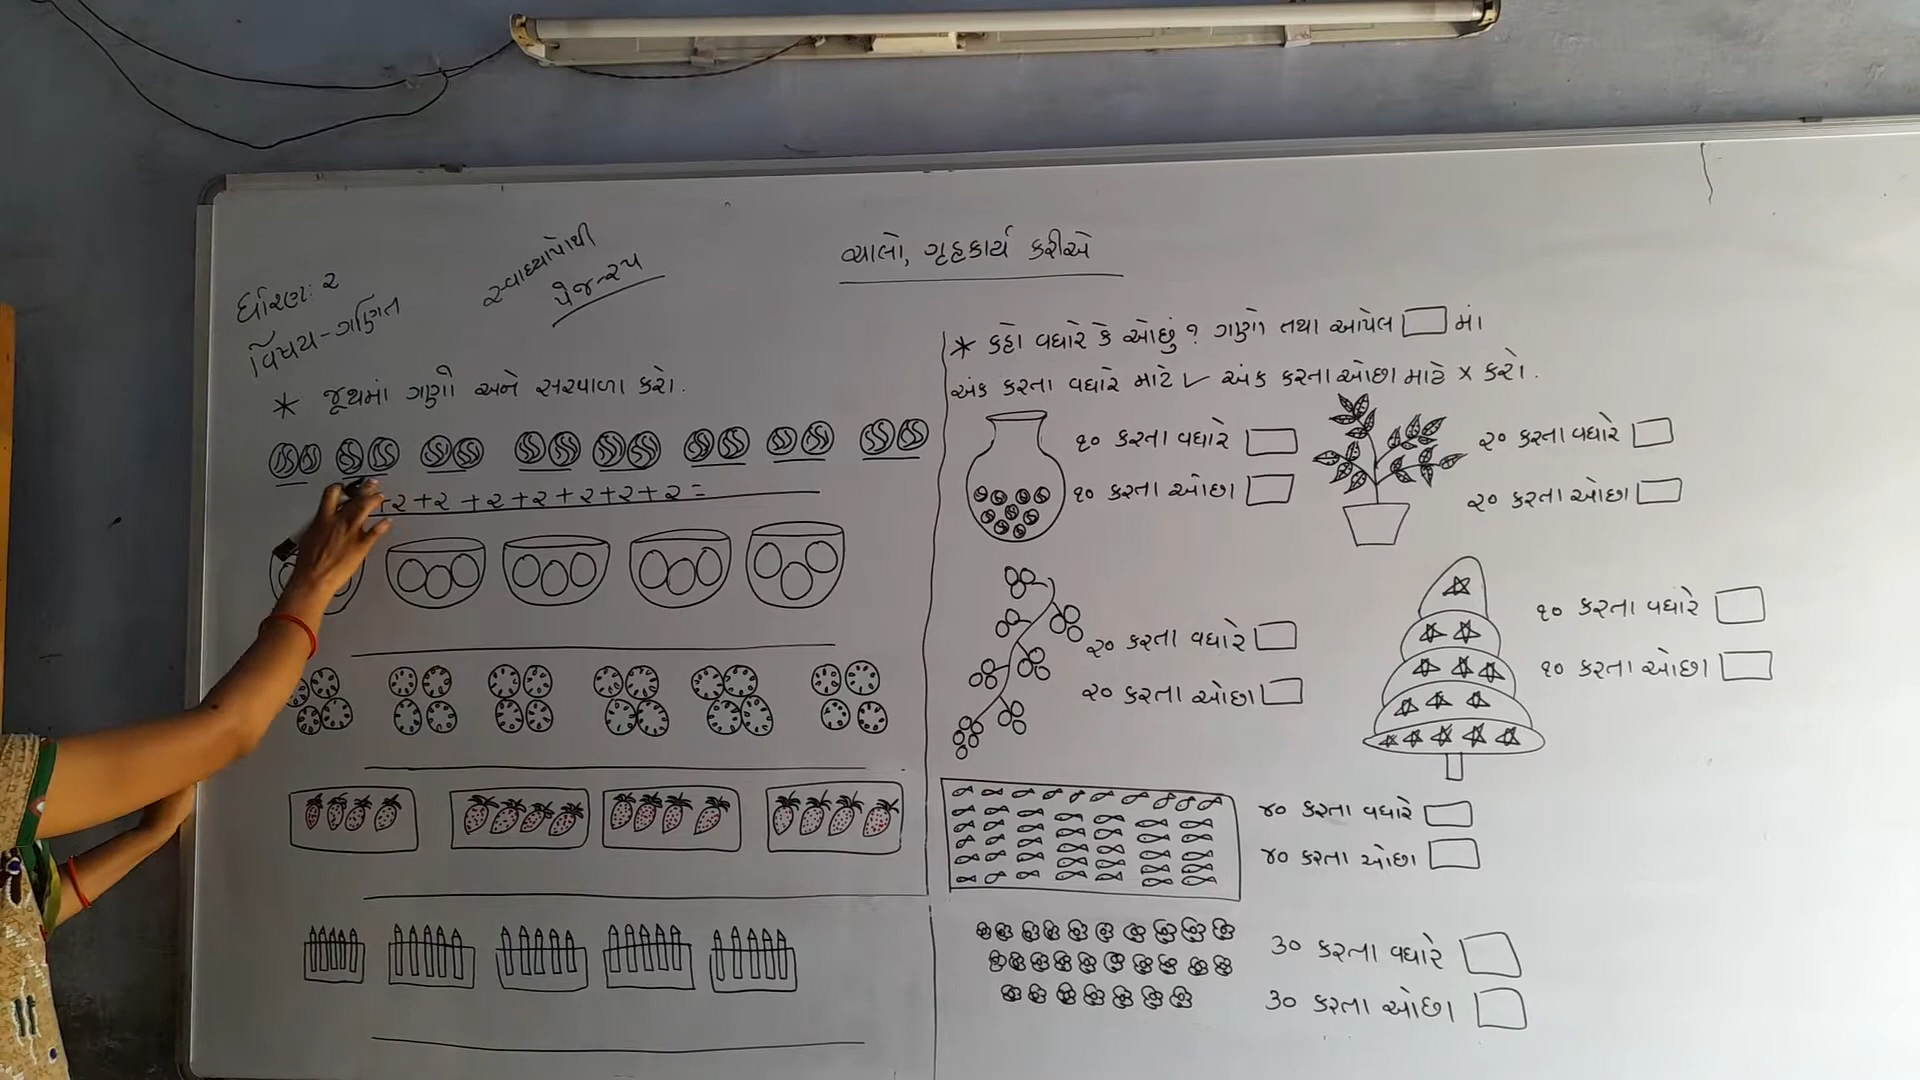 ચાલો, ગૃહકાર્ય કરીએ
ધોરણ: ૨
વિષય-ગણિત
સ્વાધ્યાયપોથી
પેજ-૨૫
* જૂથમાં ગણી અને સરવાળા કરો.
+૨+૨ +૨+૨+૨+૨+૨ =
* કહો વધારે કે ઓછું ? ગણો તથા આપેલ □ માં
અંક કરતા વધારે માટે ✓ અંક કરતા ઓછા માટે × કરો.
૧૦ કરતા વધારે
૧૦ કરતા ઓછા
૨૦ કરતા વધારે
૨૦ કરતા ઓછા
૨૦ કરતા વધારે
૨૦ કરતા ઓછા
૧૦ કરતા વધારે
૧૦ કરતા ઓછા
૪૦ કરતા વધારે
૪૦ કરતા ઓછા
૩૦ કરતા વધારે
૩૦ કરતા ઓછા